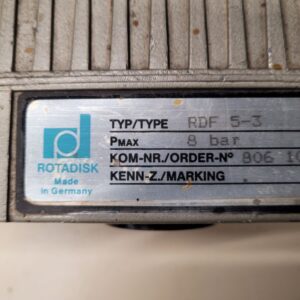 TYP/TYPE RDF 5-3
PMAX 8 bar
KOM-NR./ORDER-Nº 806
KENN-Z./MARKING
ROTADISK
Made
in Germany